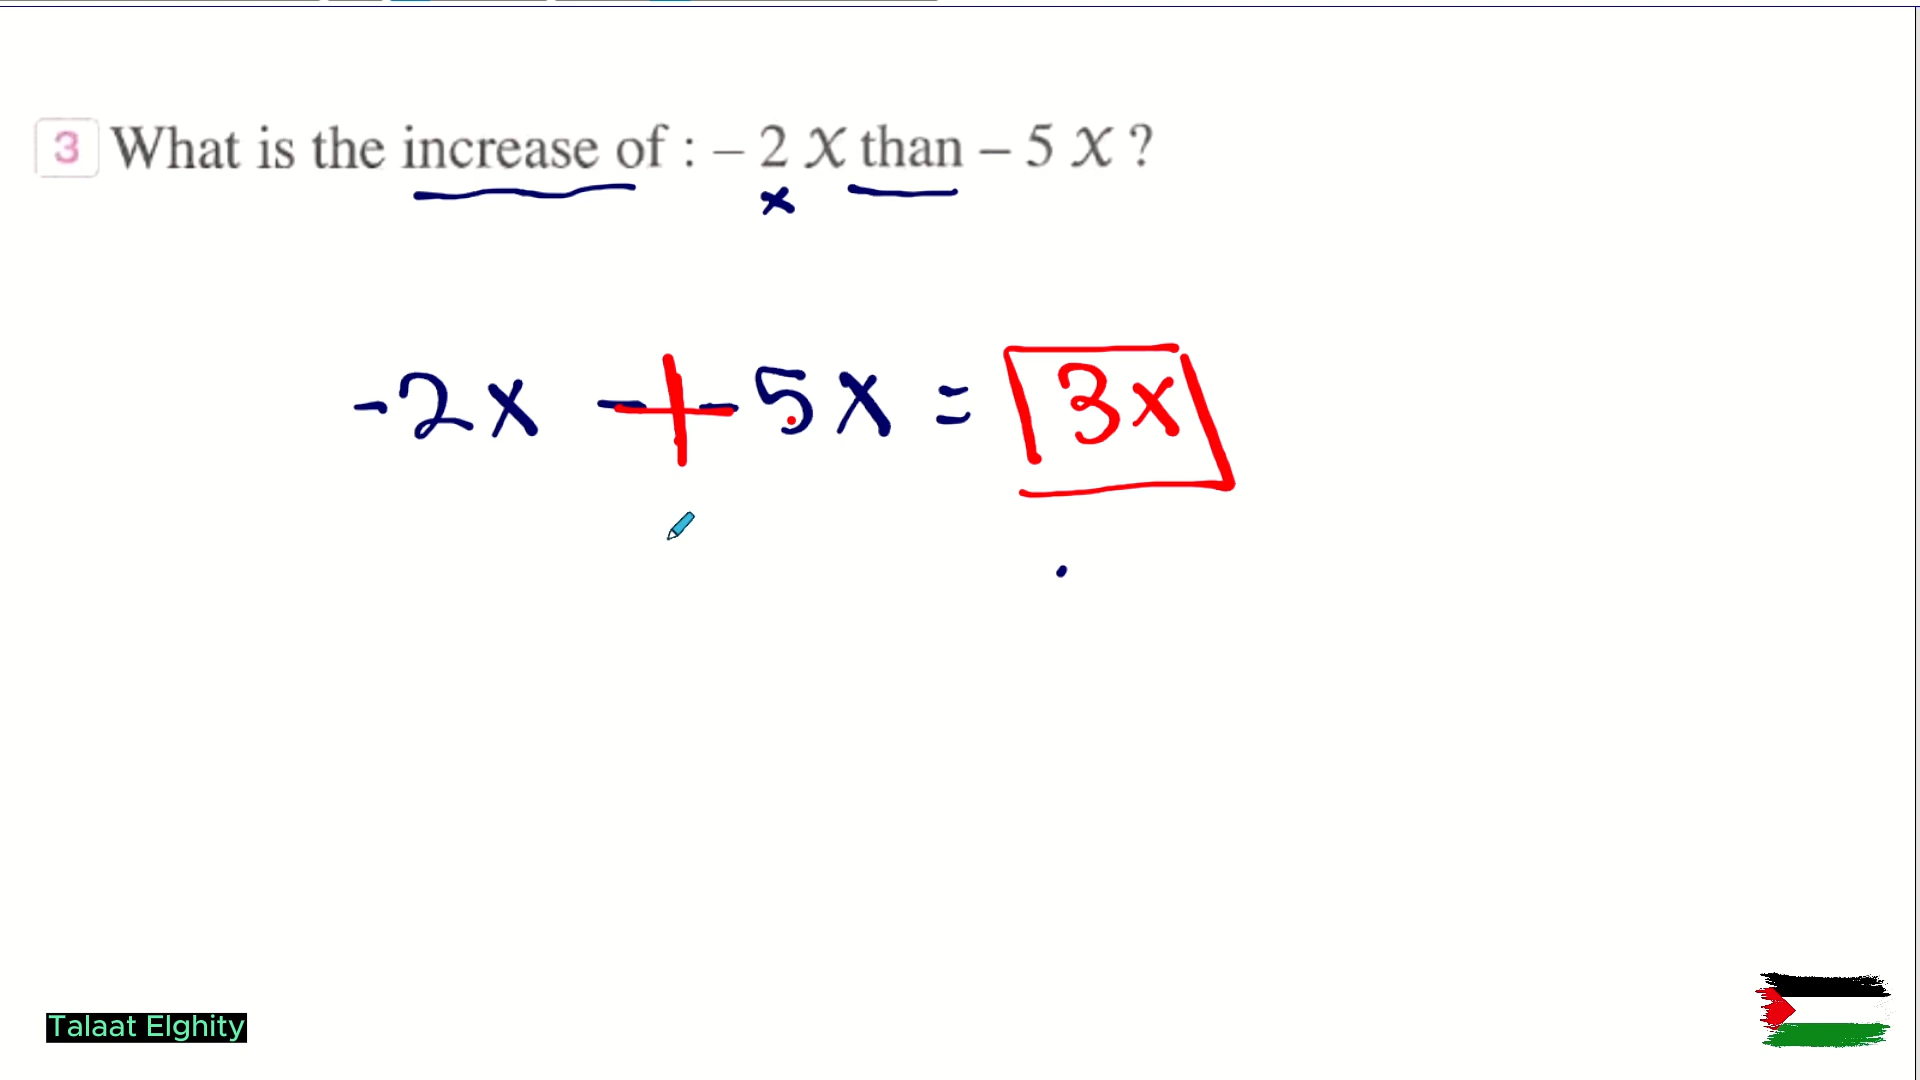 3 What is the increase of : – 2 X than – 5 X ?
x
-2x - + - 5x = 3x
Talaat Elghity